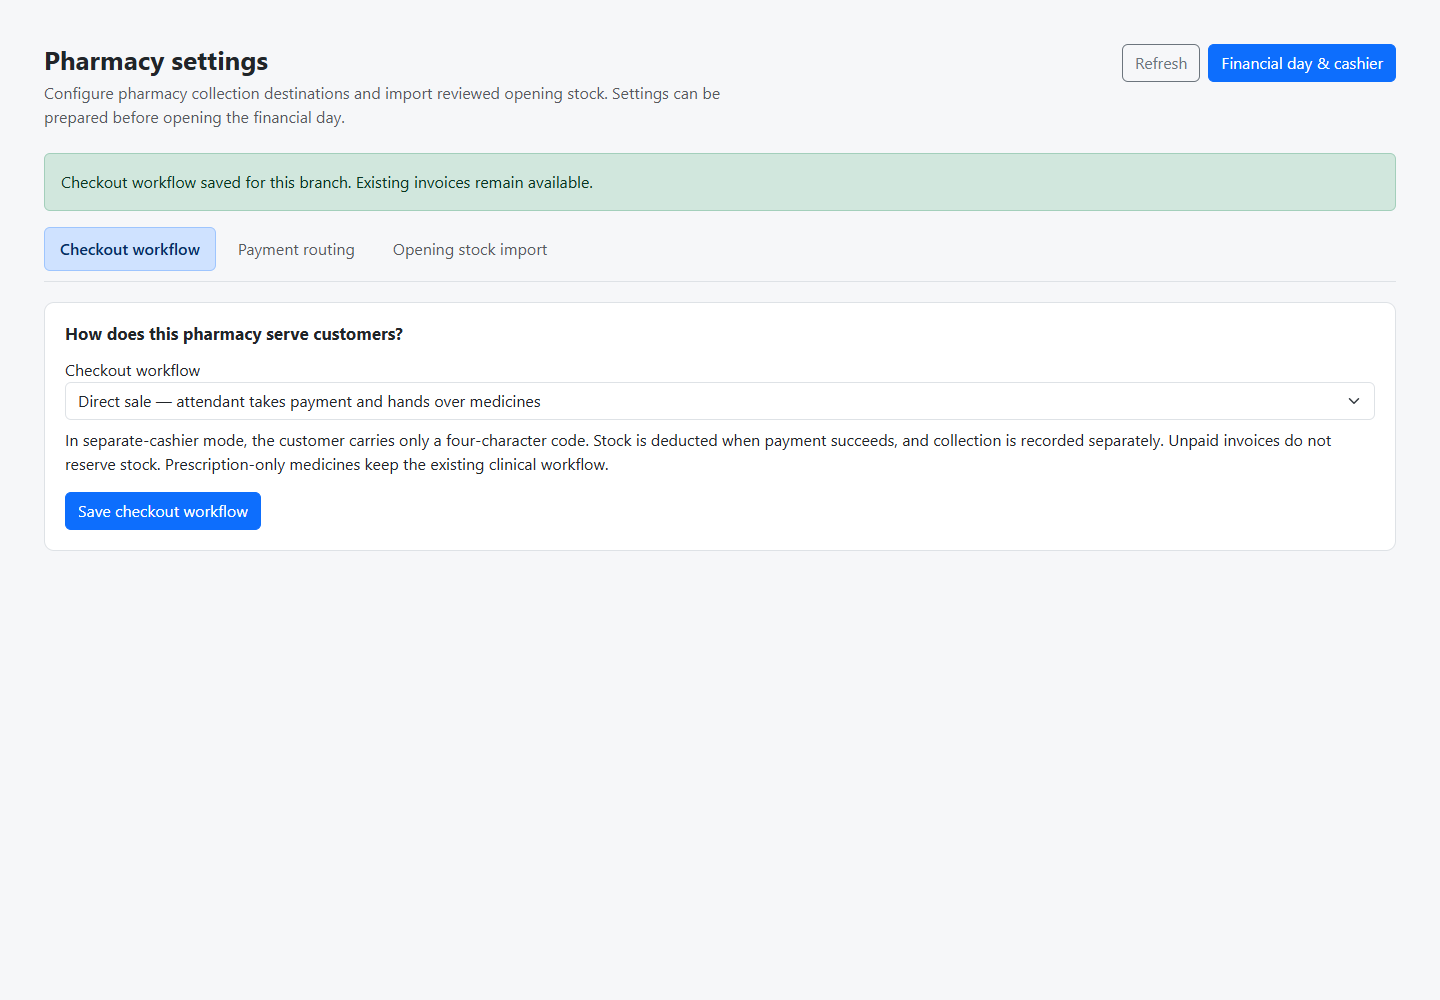 Pharmacy settings
Refresh
Financial day & cashier
Configure pharmacy collection destinations and import reviewed opening stock. Settings can be
prepared before opening the financial day.
Checkout workflow saved for this branch. Existing invoices remain available.
Checkout workflow
Payment routing
Opening stock import
How does this pharmacy serve customers?
Checkout workflow
Direct sale — attendant takes payment and hands over medicines
In separate-cashier mode, the customer carries only a four-character code. Stock is deducted when payment succeeds, and collection is recorded separately. Unpaid invoices do not
reserve stock. Prescription-only medicines keep the existing clinical workflow.
Save checkout workflow